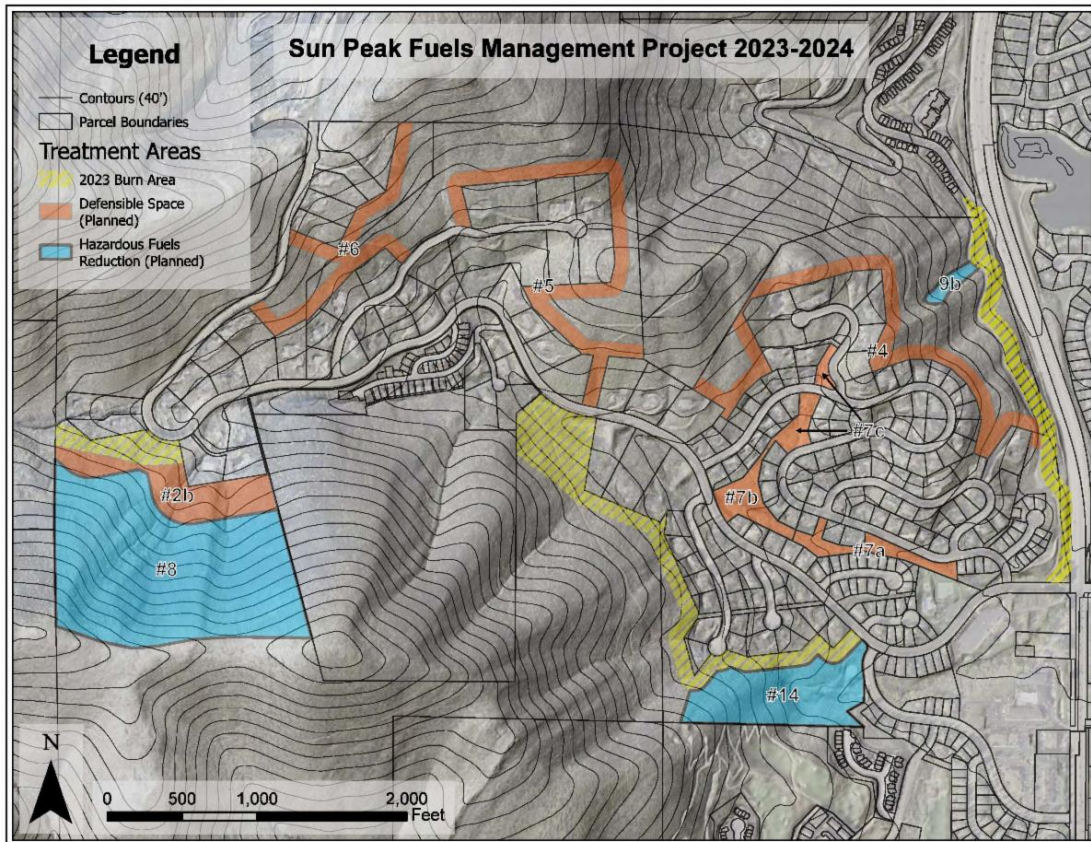 Sun Peak Fuels Management Project 2023-2024
Legend
Contours (40')
Parcel Boundaries
Treatment Areas
2023 Burn Area
Defensible Space
(Planned)
Hazardous Fuels
Reduction (Planned)
#6
#5
9b
#4
#7c
#2b
#7b
#7a
#8
#14
N
0 500 1,000 2,000
Feet